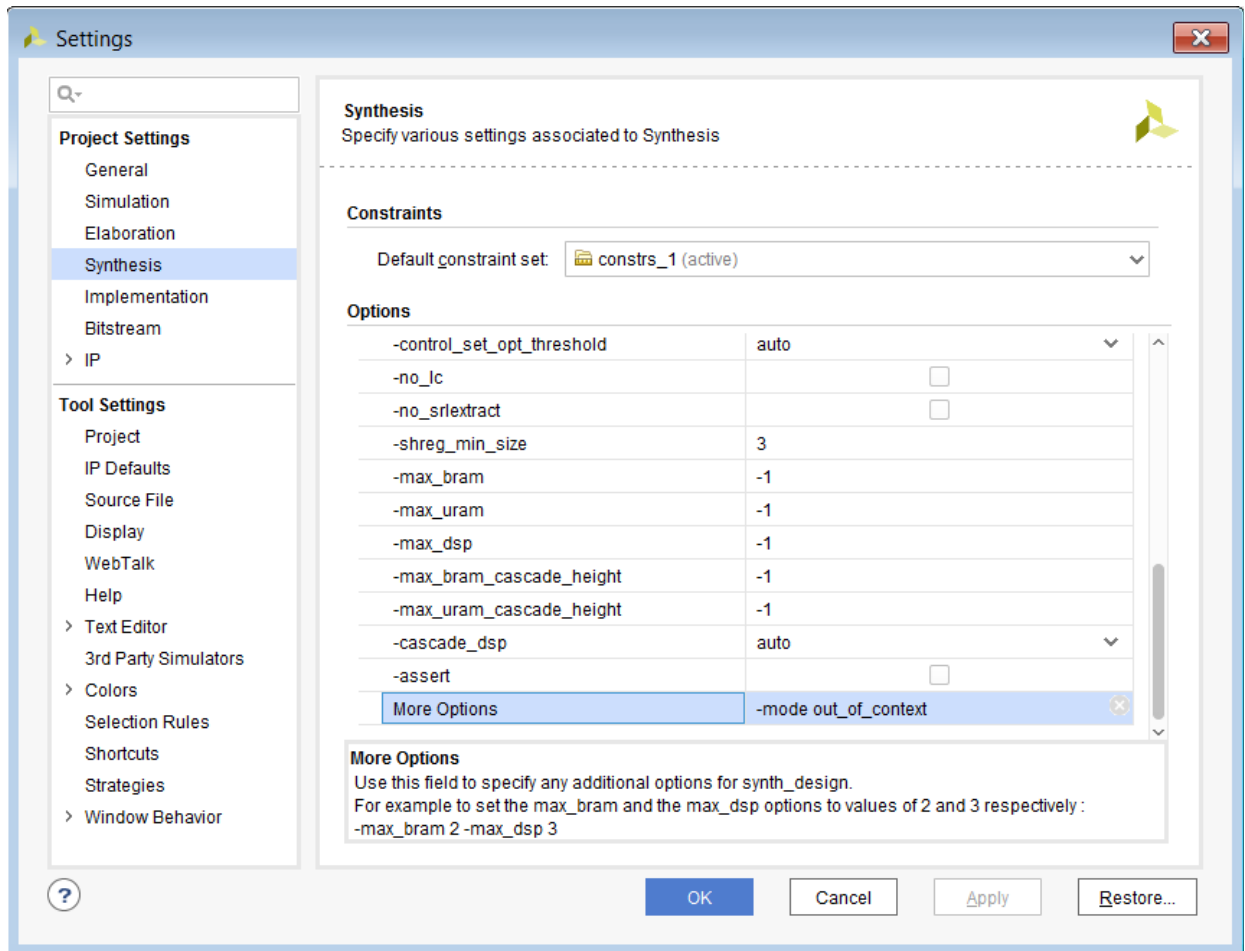 Settings
Project Settings
General
Simulation
Elaboration
Synthesis
Implementation
Bitstream
> IP
Tool Settings
Project
IP Defaults
Source File
Display
WebTalk
Help
> Text Editor
3rd Party Simulators
> Colors
Selection Rules
Shortcuts
Strategies
> Window Behavior
Synthesis
Specify various settings associated to Synthesis
Constraints
Default constraint set: constrs_1 (active)
Options
-control_set_opt_threshold auto
-no_lc
-no_srlextract
-shreg_min_size 3
-max_bram -1
-max_uram -1
-max_dsp -1
-max_bram_cascade_height -1
-max_uram_cascade_height -1
-cascade_dsp auto
-assert
More Options -mode out_of_context
More Options
Use this field to specify any additional options for synth_design.
For example to set the max_bram and the max_dsp options to values of 2 and 3 respectively :
-max_bram 2 -max_dsp 3
? OK Cancel Apply Restore...